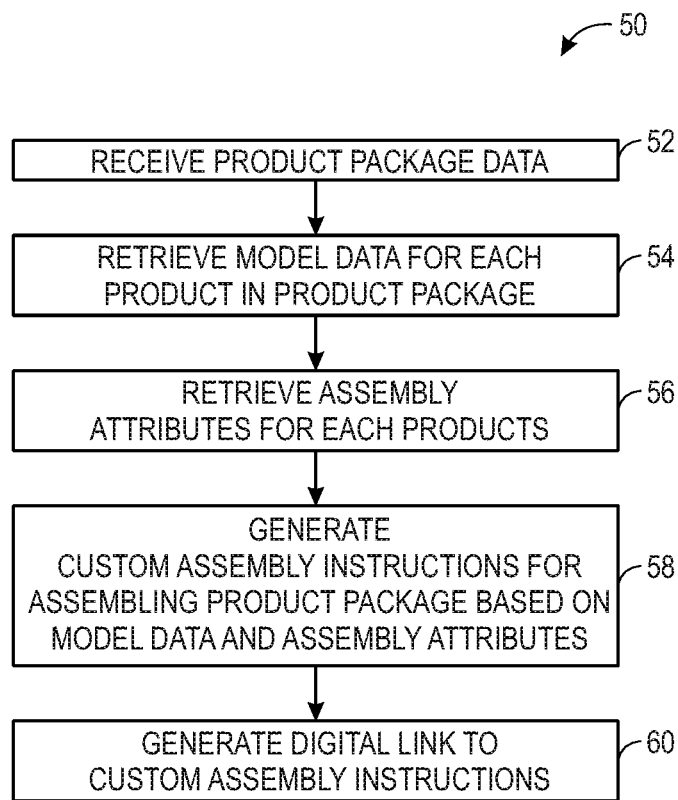 50
RECEIVE PRODUCT PACKAGE DATA
52
RETRIEVE MODEL DATA FOR EACH
PRODUCT IN PRODUCT PACKAGE
54
RETRIEVE ASSEMBLY
ATTRIBUTES FOR EACH PRODUCTS
56
GENERATE
CUSTOM ASSEMBLY INSTRUCTIONS FOR
ASSEMBLING PRODUCT PACKAGE BASED ON
MODEL DATA AND ASSEMBLY ATTRIBUTES
58
GENERATE DIGITAL LINK TO
CUSTOM ASSEMBLY INSTRUCTIONS
60